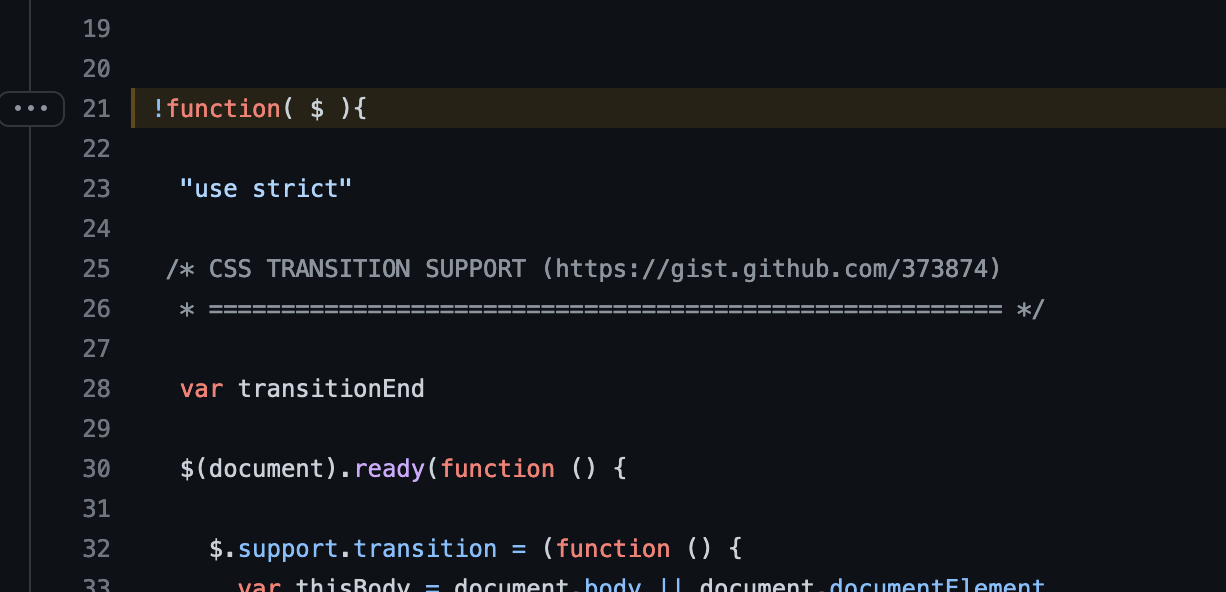 19
20
21 !function( $ ){
22
23 "use strict"
24
25 /* CSS TRANSITION SUPPORT (https://gist.github.com/373874)
26 * ======================================================= */
27
28 var transitionEnd
29
30 $(document).ready(function () {
31
32 $.support.transition = (function () {
33 var thisBody = document.body || document.documentElement